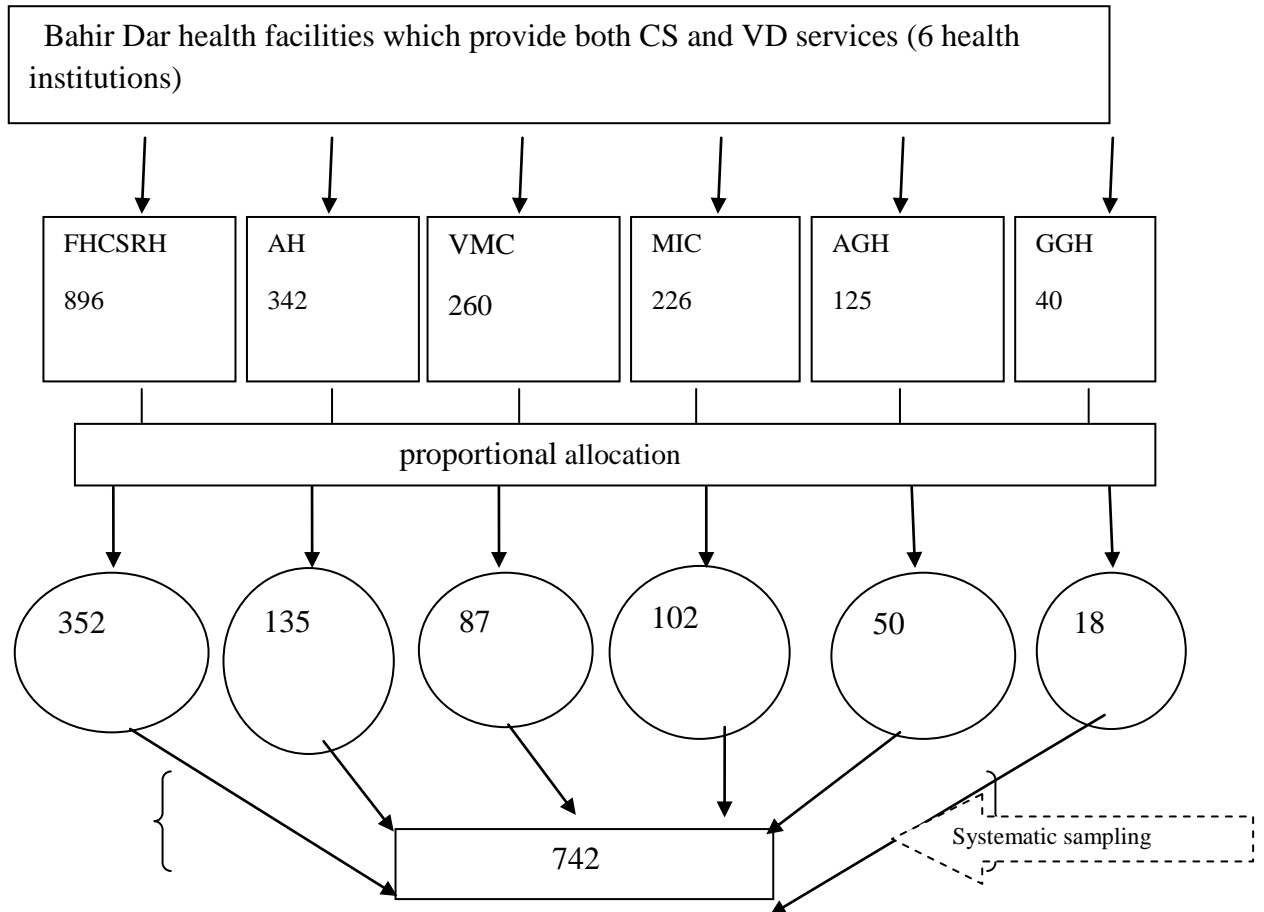 Bahir Dar health facilities which provide both CS and VD services (6 health
institutions)
FHCSRH
896
AH
342
VMC
260
MIC
226
AGH
125
GGH
40
proportional allocation
352
135
87
102
50
18
Systematic sampling
742